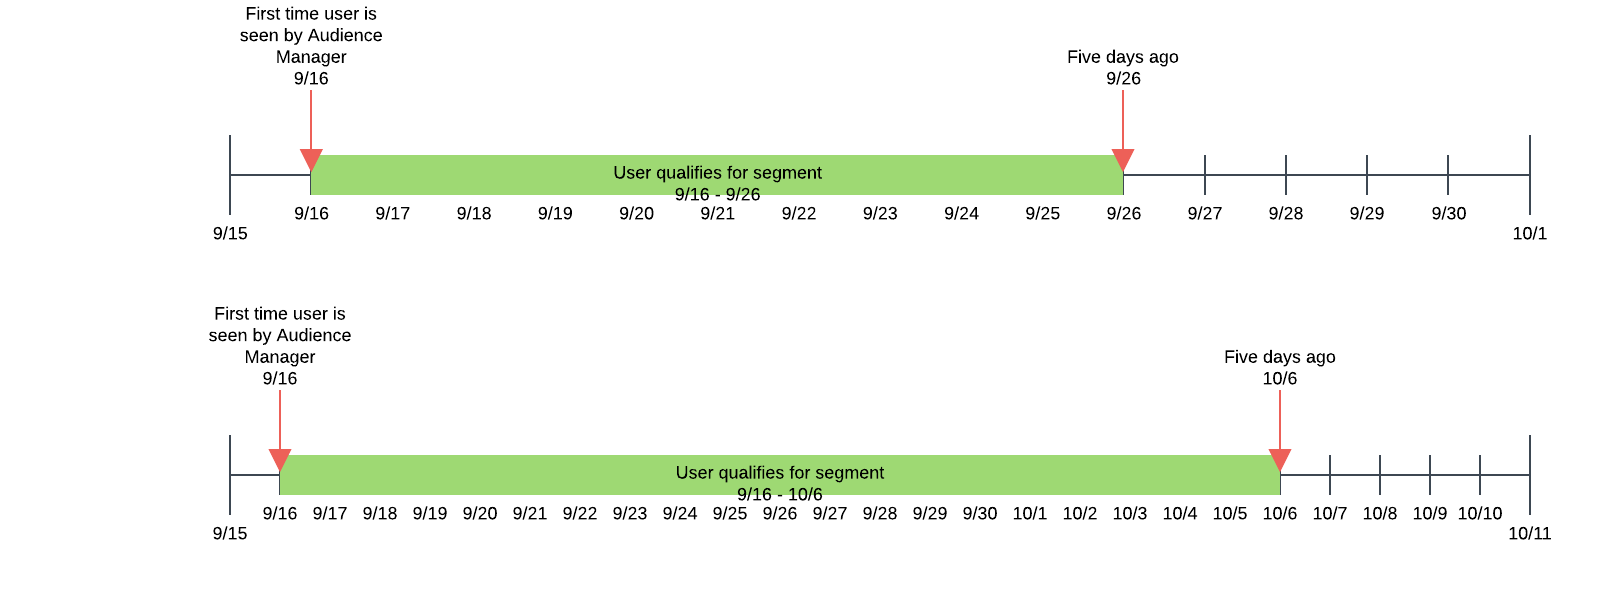 First time user is
seen by Audience
Manager
9/16
Five days ago
9/26
User qualifies for segment
9/16 - 9/26
9/16 9/17 9/18 9/19 9/20 9/21 9/22 9/23 9/24 9/25 9/26 9/27 9/28 9/29 9/30
9/15 10/1
First time user is
seen by Audience
Manager
9/16
Five days ago
10/6
User qualifies for segment
9/16 - 10/6
9/16 9/17 9/18 9/19 9/20 9/21 9/22 9/23 9/24 9/25 9/26 9/27 9/28 9/29 9/30 10/1 10/2 10/3 10/4 10/5 10/6 10/7 10/8 10/9 10/10
9/15 10/11